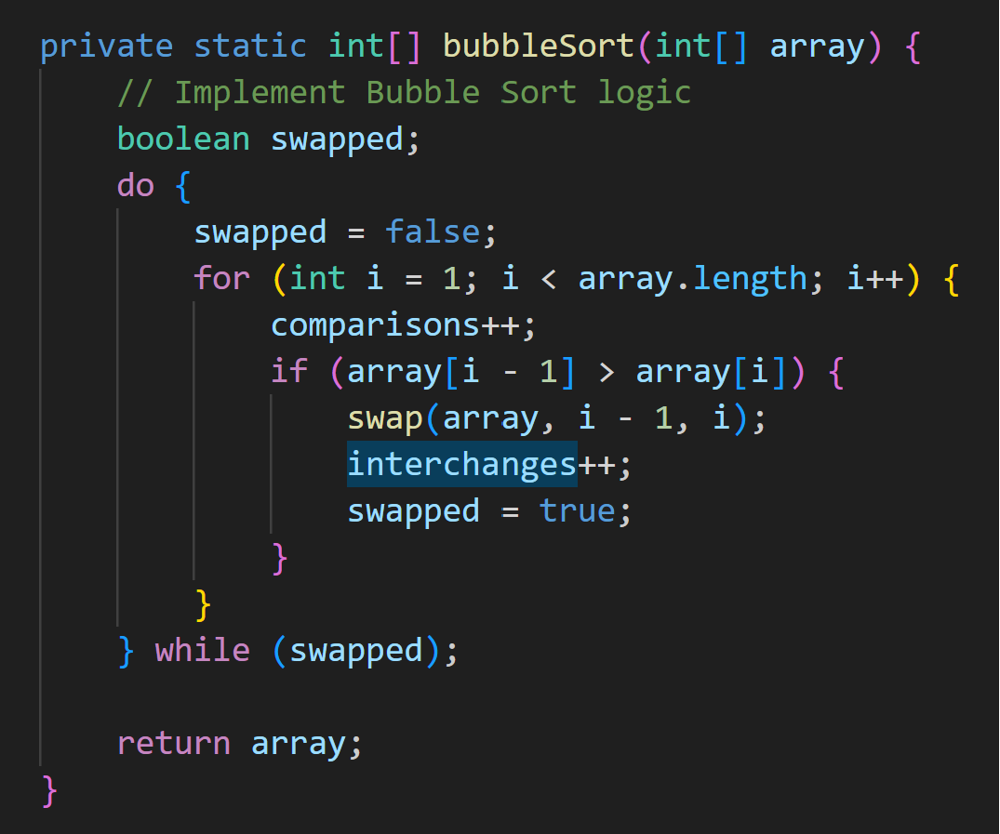 private static int[] bubbleSort(int[] array) {
    // Implement Bubble Sort logic
    boolean swapped;
    do {
        swapped = false;
        for (int i = 1; i < array.length; i++) {
            comparisons++;
            if (array[i - 1] > array[i]) {
                swap(array, i - 1, i);
                interchanges++;
                swapped = true;
            }
        }
    } while (swapped);

    return array;
}